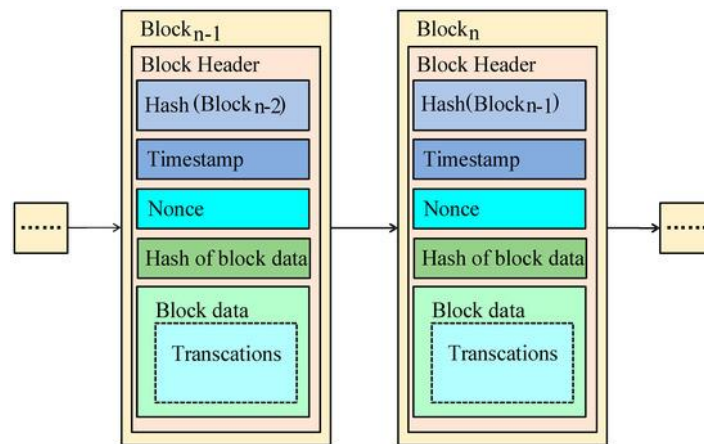 Block n-1
Block Header
Hash (Block n-2)
Timestamp
Nonce
Hash of block data
Block data
Transcations
Block n
Block Header
Hash(Block n-1)
Timestamp
Nonce
Hash of block data
Block data
Transcations
......
......